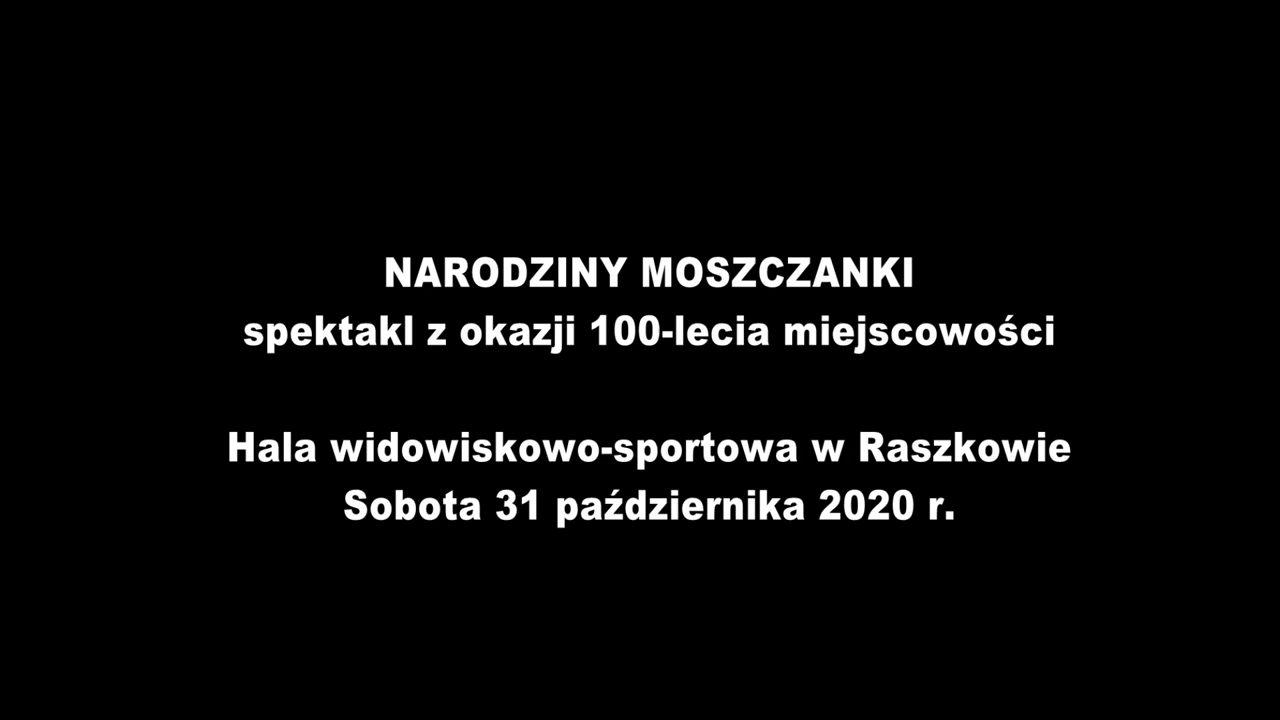 NARODZINY MOSZCZANKI
spektakl z okazji 100-lecia miejscowości
Hala widowiskowo-sportowa w Raszkowie
Sobota 31 października 2020 r.